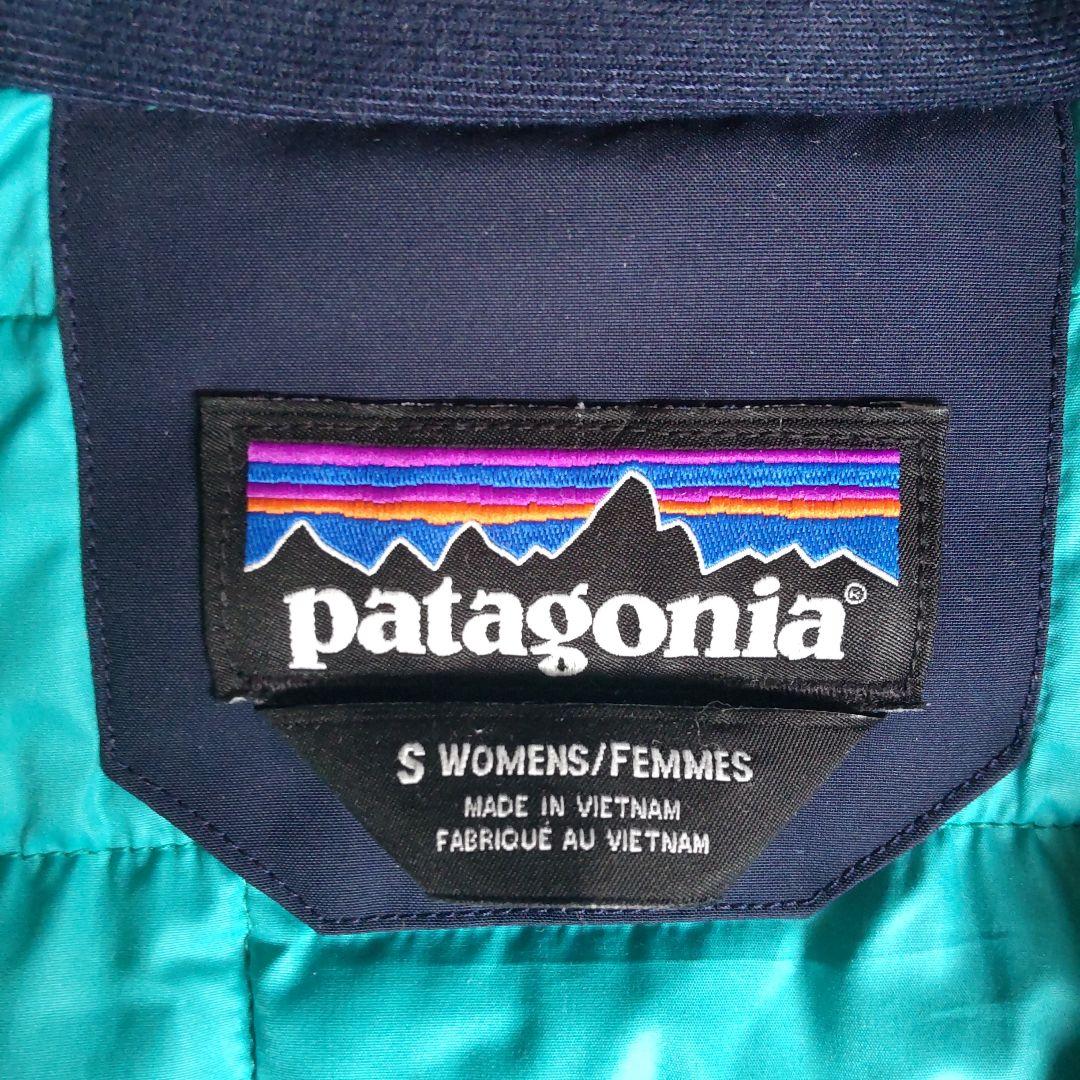 patagonia®
S WOMENS/FEMMES
MADE IN VIETNAM
FABRIQUÉ AU VIETNAM